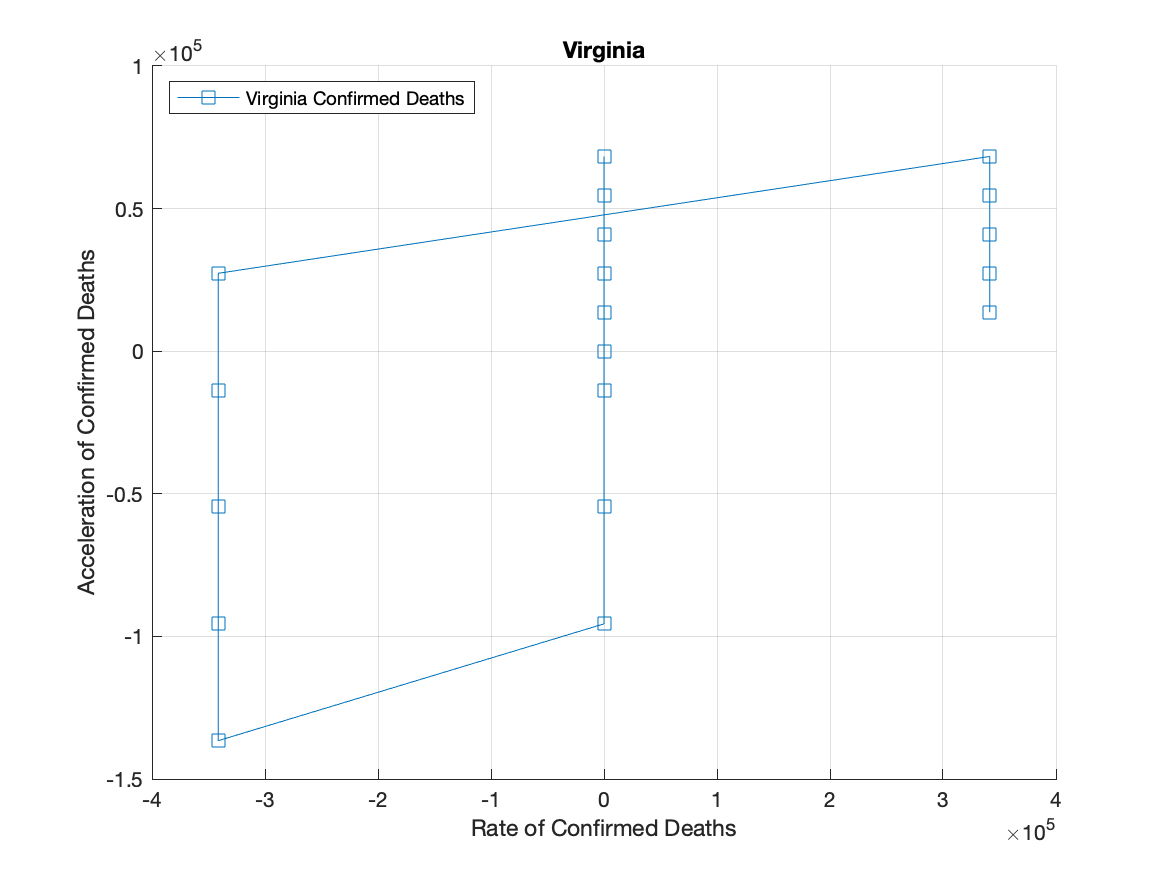 Virginia
×10^5
Virginia Confirmed Deaths
1
0.5
0
-0.5
-1
-1.5
Acceleration of Confirmed Deaths
-4 -3 -2 -1 0 1 2 3 4
Rate of Confirmed Deaths
×10^5